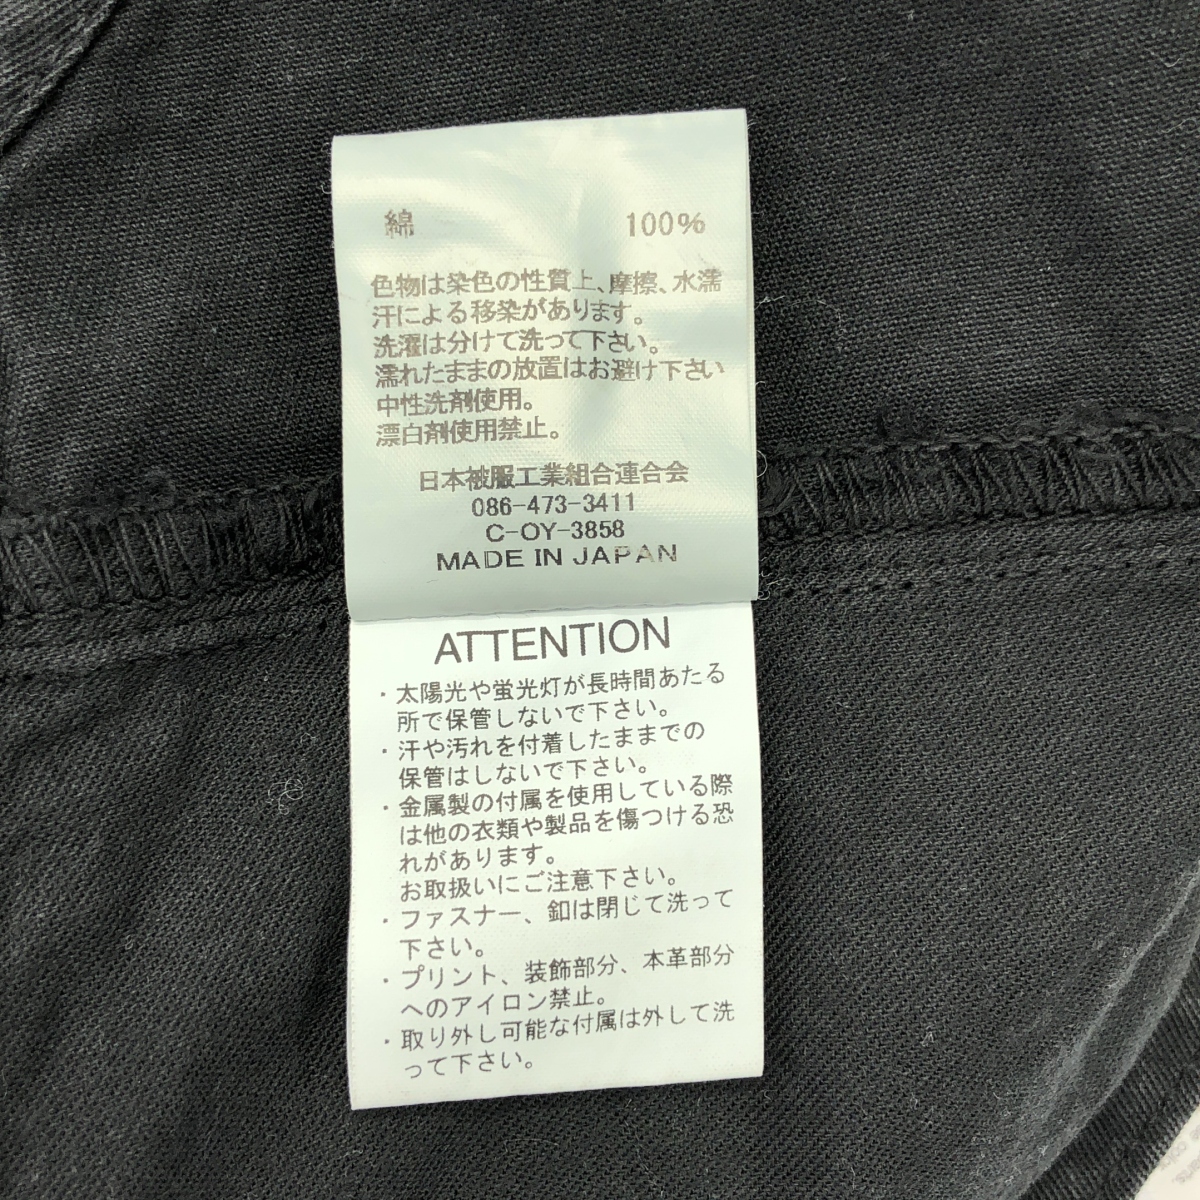 綿 100%
色物は染色の性質上、摩擦、水濡
汗による移染があります。
洗濯は分けて洗って下さい。
濡れたままの放置はお避け下さい
中性洗剤使用。
漂白剤使用禁止。
日本被服工業組合連合会
086-473-3411
C-OY-3858
MADE IN JAPAN
ATTENTION
・太陽光や蛍光灯が長時間あたる
所で保管しないで下さい。
・汗や汚れを付着したままでの
保管はしないで下さい。
・金属製の付属を使用している際
は他の衣類や製品を傷つける恐
れがあります。
お取扱いにご注意下さい。
・ファスナー、釦は閉じて洗って
下さい。
・プリント、装飾部分、本革部分
へのアイロン禁止。
・取り外し可能な付属は外して洗
って下さい。